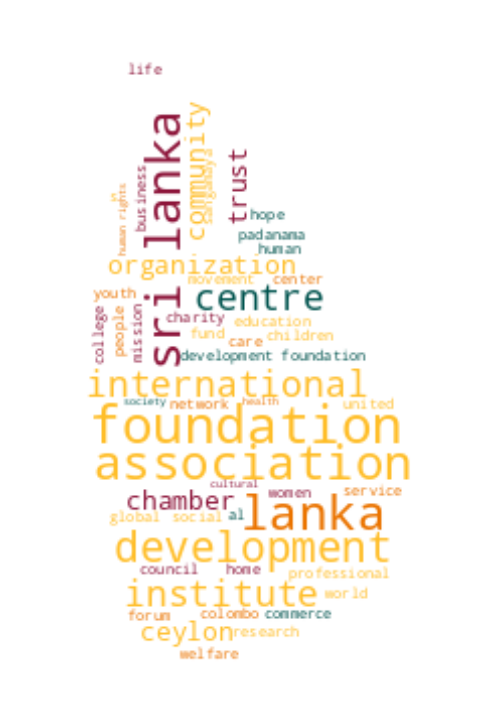 life
sri lanka
community
sangamaya
trust
business
human rights
hope
padanama
human
organization
movement center
youth
centre
college
people
mission
charity
education
fund
children
care
development foundation
international
society
network
health
united
foundation
association
cultural
chamber
women
service
lanka
global social
al
development
council
home
professional
institute
world
forum
colombo
commerce
ceylon
research
welfare